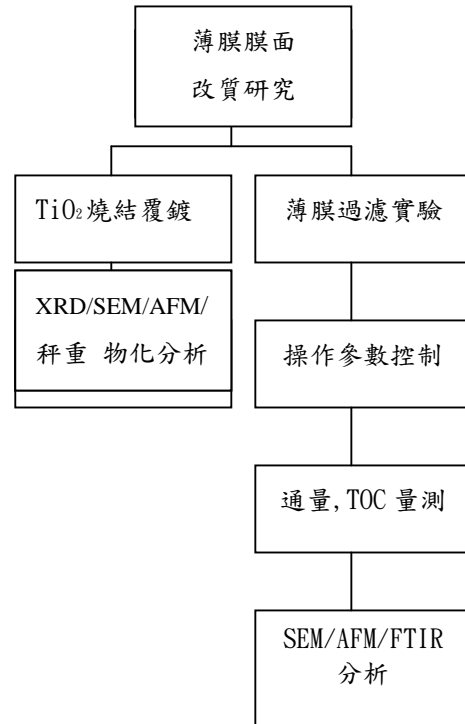 薄膜膜面
改質研究
TiO₂燒結覆鍍
薄膜過濾實驗
XRD/SEM/AFM/
秤重 物化分析
操作參數控制
通量,TOC 量測
SEM/AFM/FTIR
分析